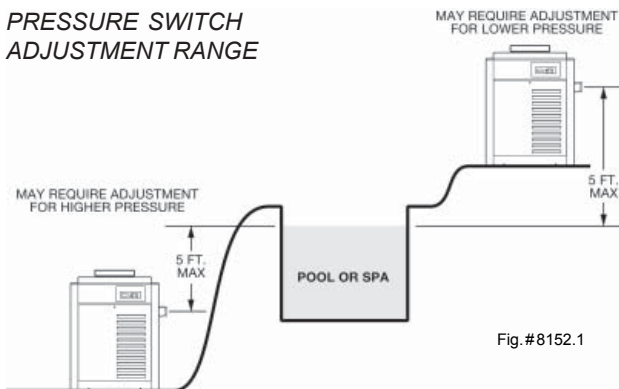 PRESSURE SWITCH
ADJUSTMENT RANGE
MAY REQUIRE ADJUSTMENT
FOR LOWER PRESSURE
5 FT.
MAX
MAY REQUIRE ADJUSTMENT
FOR HIGHER PRESSURE
5 FT.
MAX
POOL OR SPA
Fig.#8152.1